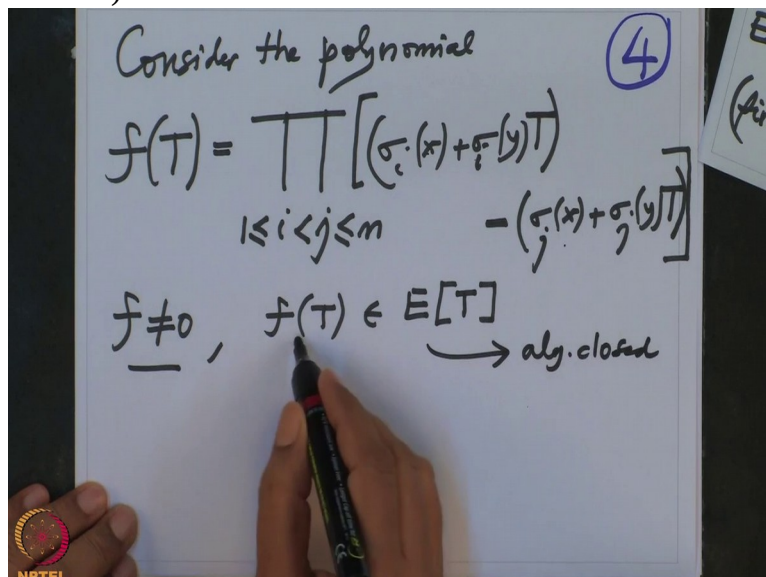 Consider the polynomial
④
f(T) = ∏ [(σᵢ(x) + σᵢ(y)T)
1 ≤ i < j ≤ n
- (σⱼ(x) + σⱼ(y)T)]
f ≠ 0, f(T) ∈ E[T]
→ alg. closed
E
NPTEL